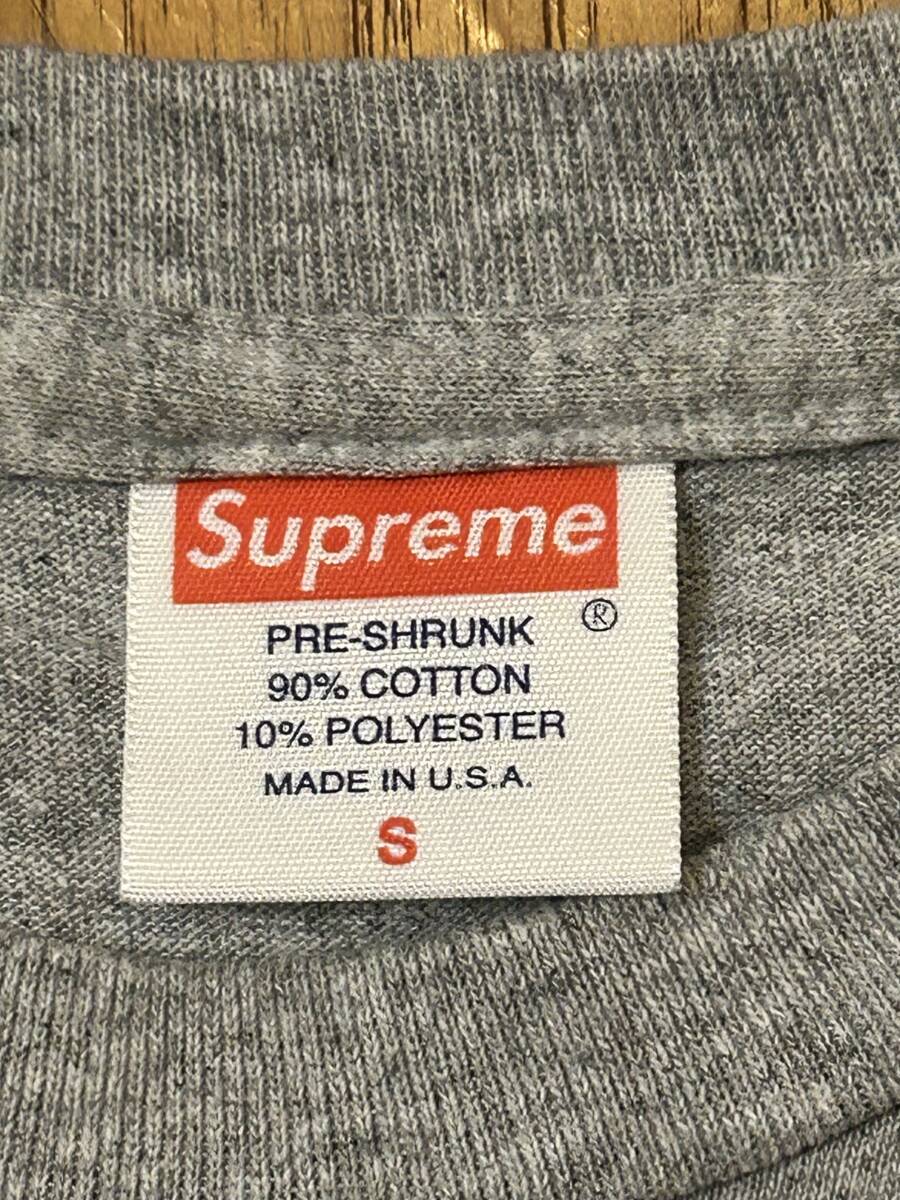 Supreme
®
PRE-SHRUNK
90% COTTON
10% POLYESTER
MADE IN U.S.A.
S